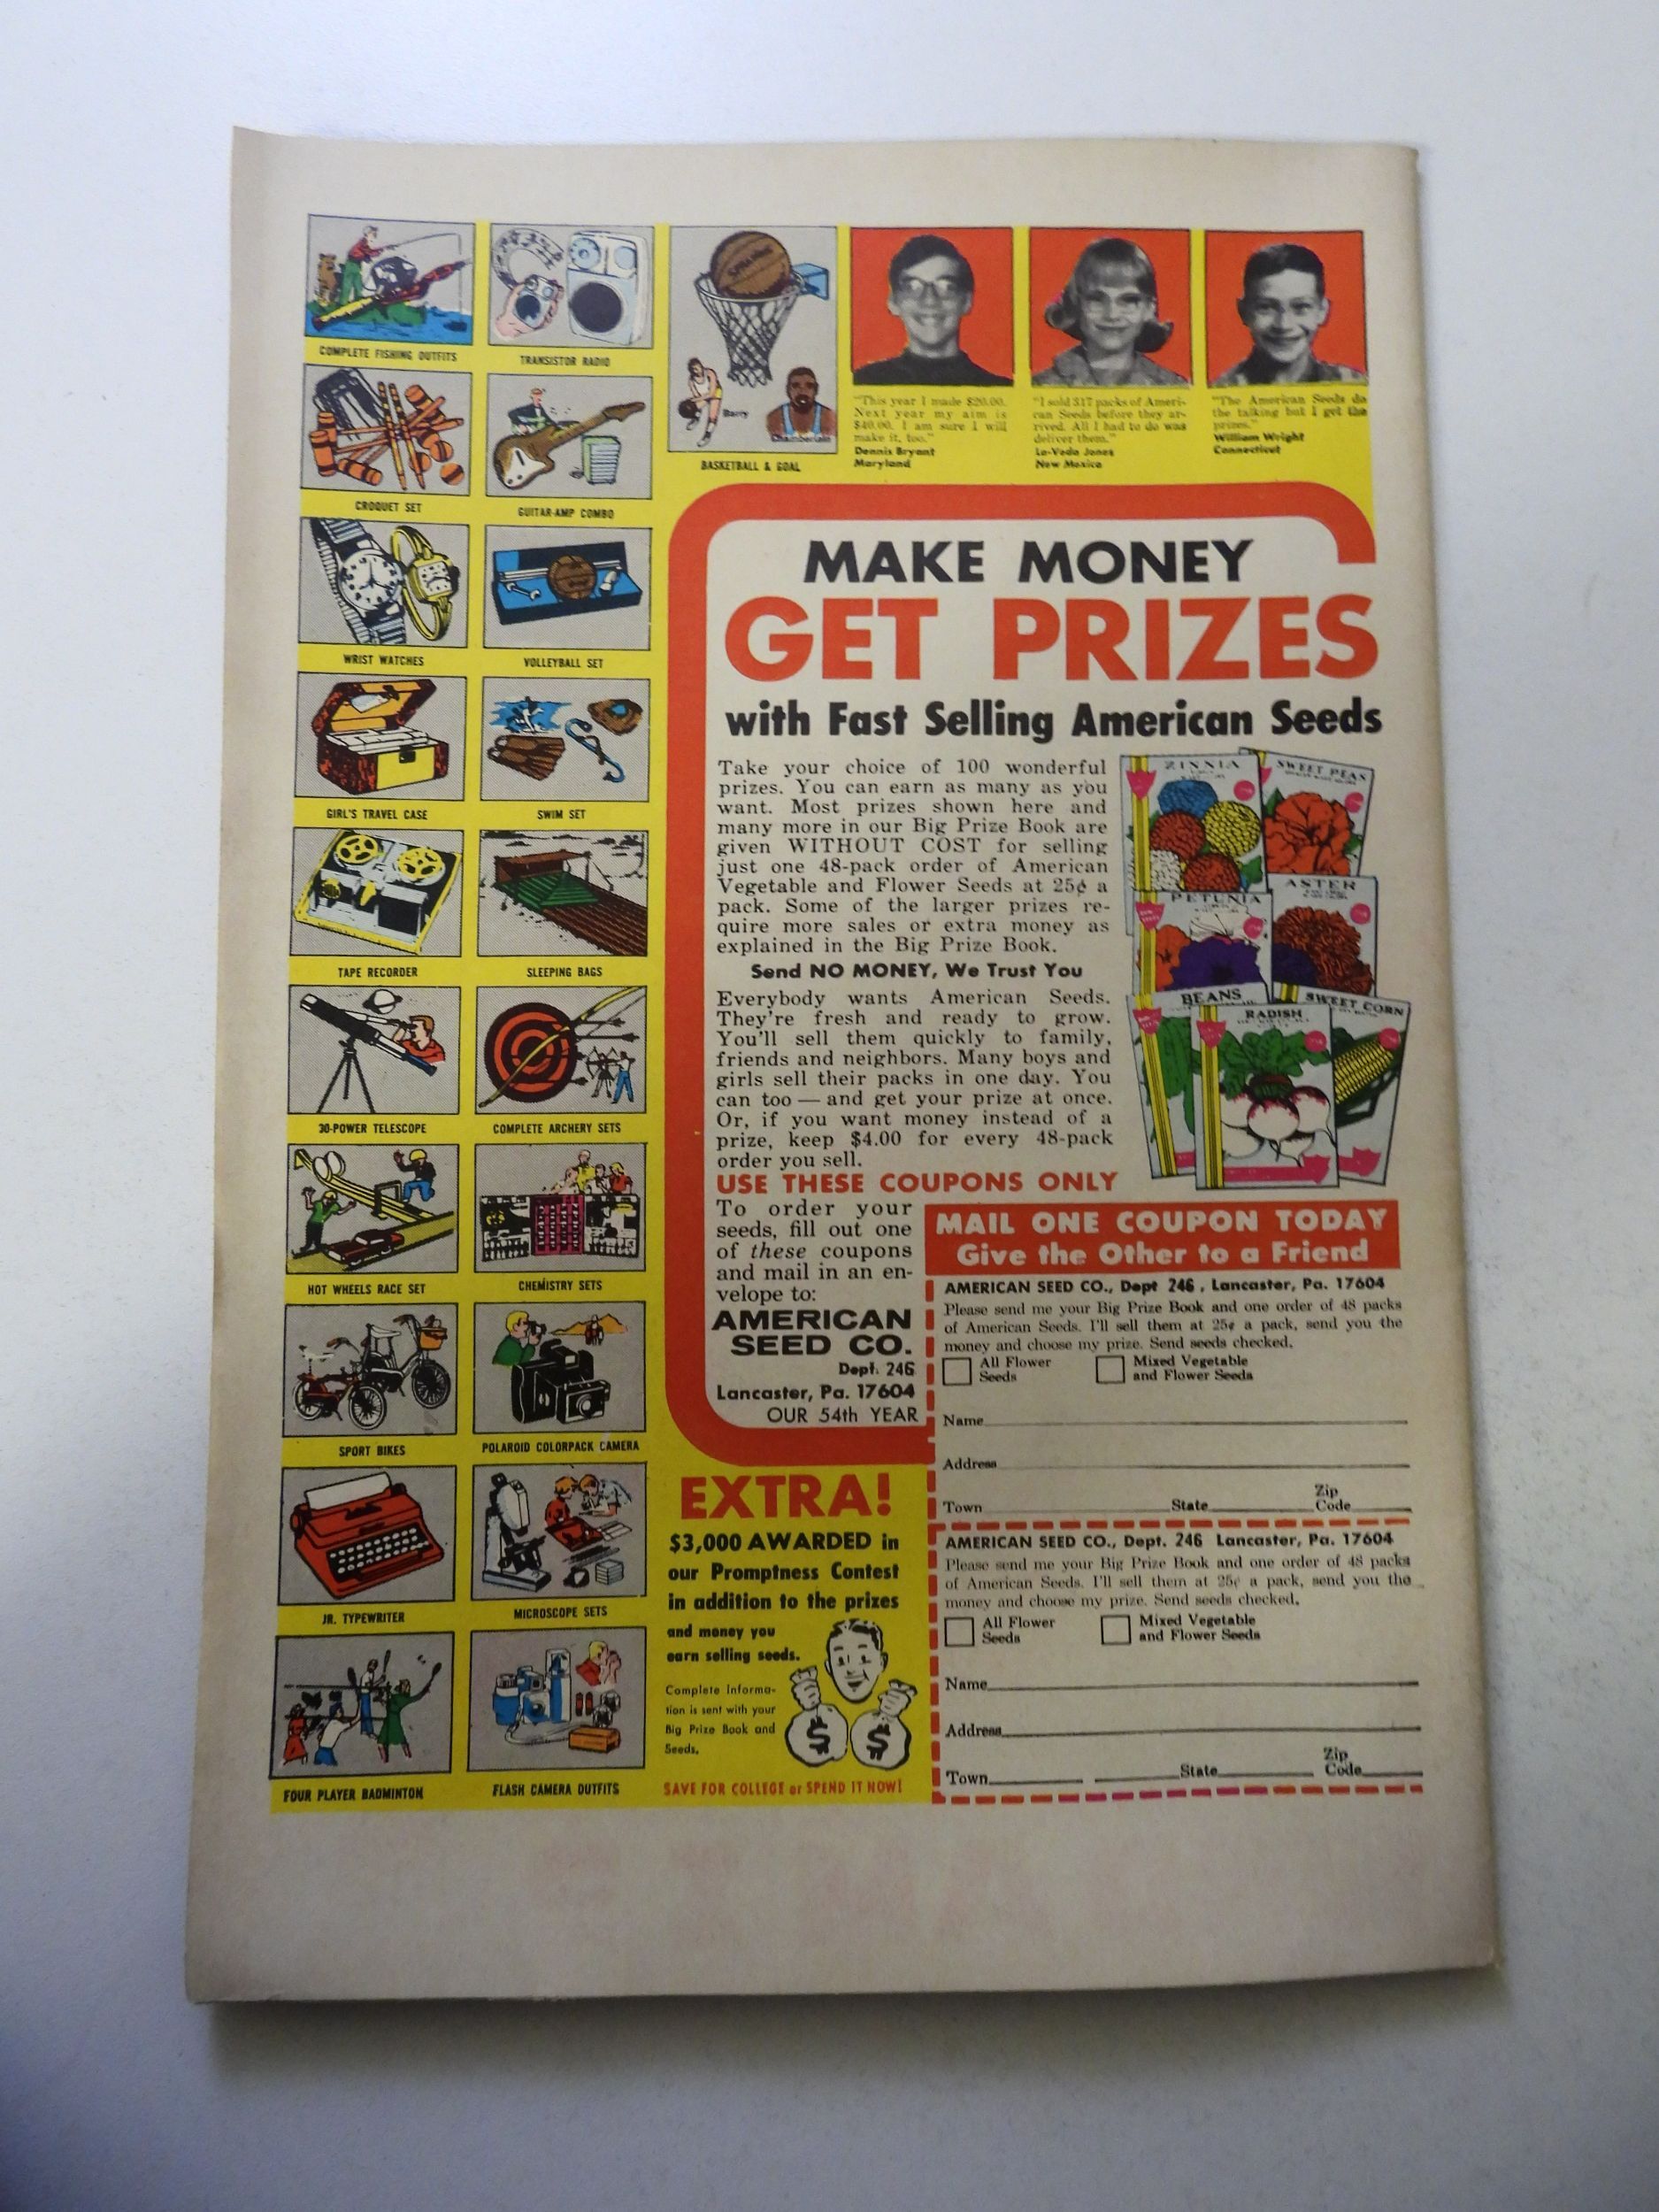 COMPLETE FISHING OUTFITS
TRANSISTOR RADIO
CROQUET SET
GUITAR-AMP COMBO
WRIST WATCHES
VOLLEYBALL SET
GIRL'S TRAVEL CASE
SWIM SET
TAPE RECORDER
SLEEPING BAGS
30-POWER TELESCOPE
COMPLETE ARCHERY SETS
HOT WHEELS RACE SET
CHEMISTRY SETS
SPORT BIKES
POLAROID COLORPACK CAMERA
JR. TYPEWRITER
MICROSCOPE SETS
FOUR PLAYER BADMINTON
FLASH CAMERA OUTFITS
Barry
Chamberlain
BASKETBALL & GOAL
"This year I made $20.00.
Next year my aim is
$40.00. I am sure I will
make it, too."
Dennis Bryant
Maryland
"I sold 317 packs of Ameri-
can Seeds before they ar-
rived. All I had to do was
deliver them."
La-Veda Jones
New Mexico
"The American Seeds do
the talking but I get the
prizes."
William Wright
Connecticut
MAKE MONEY
GET PRIZES
with Fast Selling American Seeds
Take your choice of 100 wonderful
prizes. You can earn as many as you
want. Most prizes shown here and
many more in our Big Prize Book are
given WITHOUT COST for selling
just one 48-pack order of American
Vegetable and Flower Seeds at 25¢ a
pack. Some of the larger prizes re-
quire more sales or extra money as
explained in the Big Prize Book.
Send NO MONEY, We Trust You
Everybody wants American Seeds.
They're fresh and ready to grow.
You'll sell them quickly to family,
friends and neighbors. Many boys and
girls sell their packs in one day. You
can too — and get your prize at once.
Or, if you want money instead of a
prize, keep $4.00 for every 48-pack
order you sell.
ZINNIA
SWEET PEAS
PETUNIA
ASTER
BEANS
RADISH
SWEET CORN
USE THESE COUPONS ONLY
To order your
seeds, fill out one
of these coupons
and mail in an en-
velope to:
AMERICAN
SEED CO.
Dept. 246
Lancaster, Pa. 17604
OUR 54th YEAR
MAIL ONE COUPON TODAY
Give the Other to a Friend
AMERICAN SEED CO., Dept 246, Lancaster, Pa. 17604
Please send me your Big Prize Book and one order of 48 packs
of American Seeds. I'll sell them at 25¢ a pack, send you the
money and choose my prize. Send seeds checked.
All Flower
Seeds
Mixed Vegetable
and Flower Seeds
Name
Address
Town State Zip
Code
AMERICAN SEED CO., Dept. 246 Lancaster, Pa. 17604
Please send me your Big Prize Book and one order of 48 packs
of American Seeds. I'll sell them at 25¢ a pack, send you the
money and choose my prize. Send seeds checked.
All Flower
Seeds
Mixed Vegetable
and Flower Seeds
Name
Address
Town State Zip
Code
EXTRA!
$3,000 AWARDED in
our Promptness Contest
in addition to the prizes
and money you
earn selling seeds.
Complete informa-
tion is sent with your
Big Prize Book and
Seeds.
$ $
SAVE FOR COLLEGE or SPEND IT NOW!